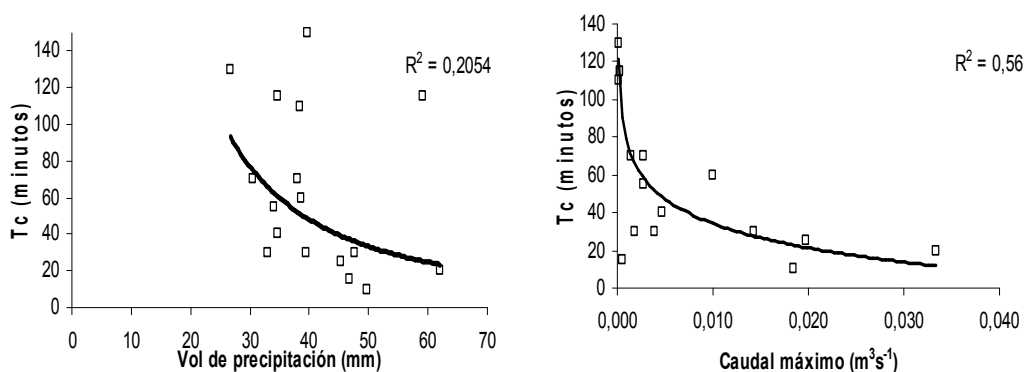 140
120
100
80
60
40
20
0
Tc (minutos)
R² = 0,2054
0 10 20 30 40 50 60 70
Vol de precipitación (mm)
140
120
100
80
60
40
20
0
Tc (minutos)
R² = 0,56
0,000 0,010 0,020 0,030 0,040
Caudal máximo (m³s⁻¹)